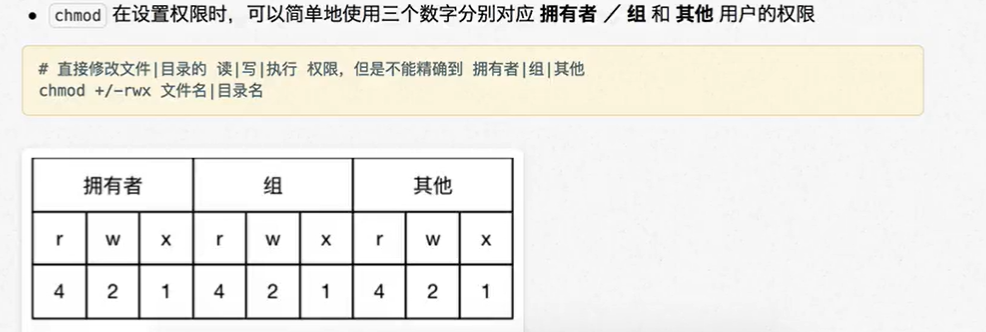 • chmod 在设置权限时，可以简单地使用三个数字分别对应 拥有者 ／ 组 和 其他 用户的权限
# 直接修改文件|目录的 读|写|执行 权限，但是不能精确到 拥有者|组|其他
chmod +/-rwx 文件名|目录名
拥有者 组 其他
r w x r w x r w x
4 2 1 4 2 1 4 2 1